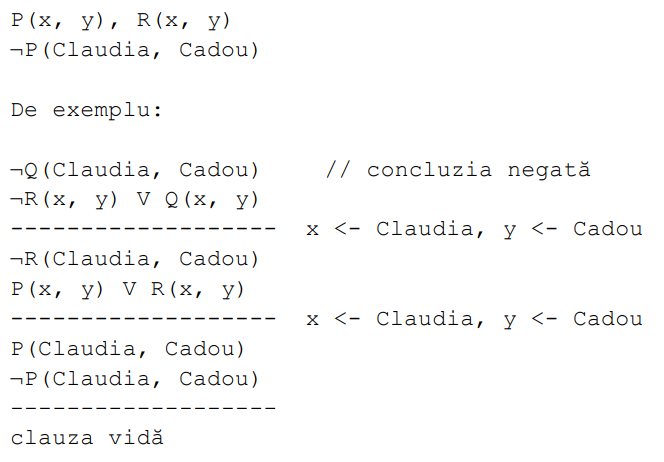 P(x, y), R(x, y)
¬P(Claudia, Cadou)
De exemplu:
¬Q(Claudia, Cadou) // concluzia negată
¬R(x, y) V Q(x, y)
------------------- x <- Claudia, y <- Cadou
¬R(Claudia, Cadou)
P(x, y) V R(x, y)
------------------- x <- Claudia, y <- Cadou
P(Claudia, Cadou)
¬P(Claudia, Cadou)
-------------------
clauza vidă